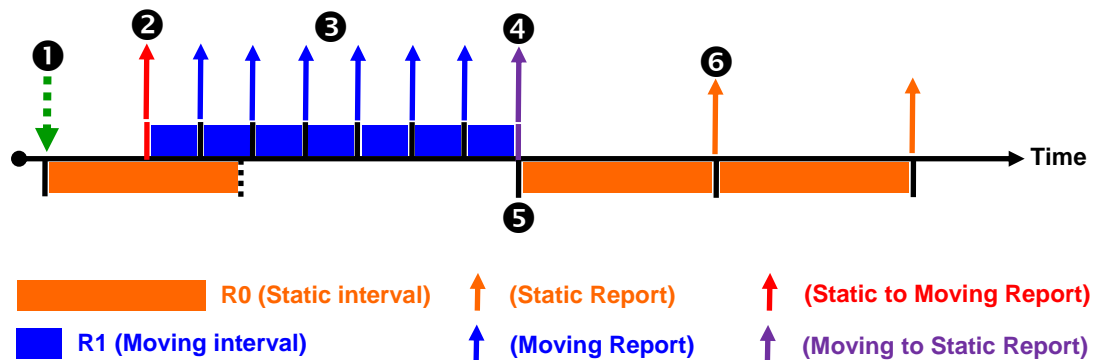 ❷ ❸ ❹
❶ ❻
Time
❺
R0 (Static interval) (Static Report) (Static to Moving Report)
R1 (Moving interval) (Moving Report) (Moving to Static Report)